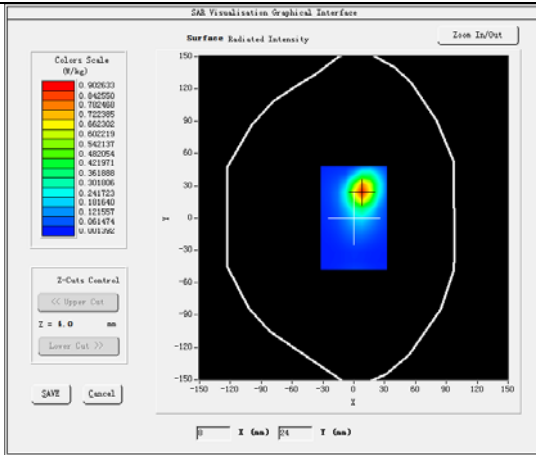 SAR Visualisation Graphical Interface
Surface Radiated Intensity
Zoom In/Out
Colors Scale
(W/kg)
0.902633
0.842550
0.782468
0.722385
0.662302
0.602219
0.542137
0.482054
0.421971
0.361888
0.301806
0.241723
0.181640
0.121557
0.061474
0.001392
Z-Cuts Control
<< Upper Cut
Z = 4.0 mm
Lower Cut >>
SAVE Cancel
150
120
90
60
30
0
-30
-60
-90
-120
-150
Y
-150 -120 -90 -60 -30 0 30 60 90 120 150
X
8 X (mm) 24 Y (mm)